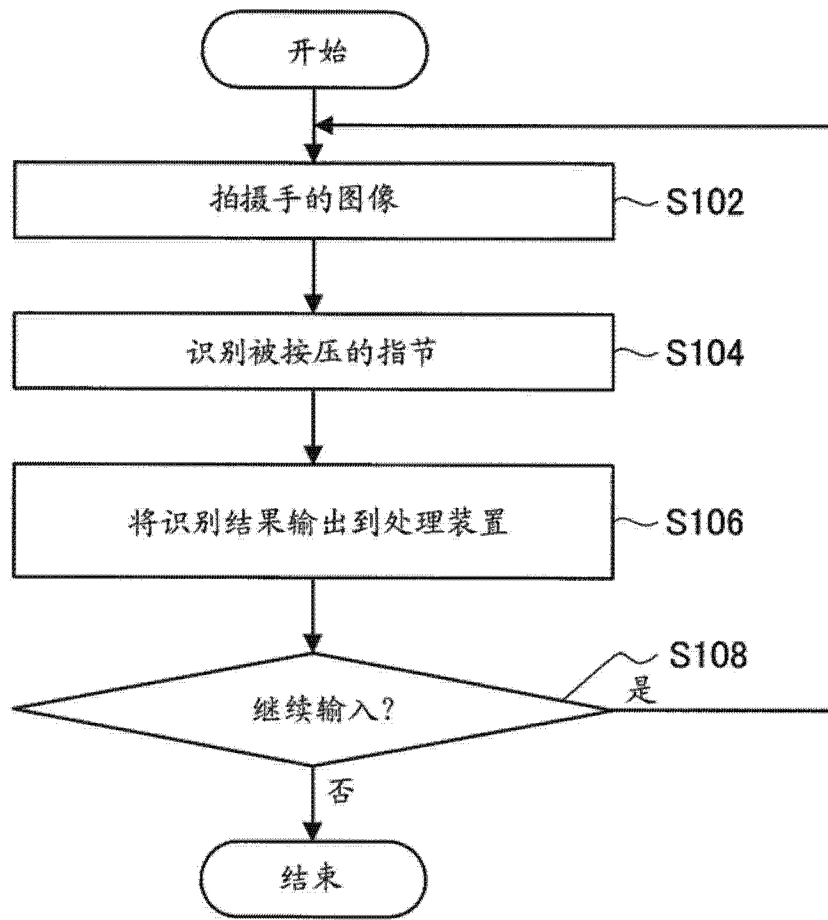 开始
拍摄手的图像
S102
识别被按压的指节
S104
将识别结果输出到处理装置
S106
S108
继续输入?
是
否
结束